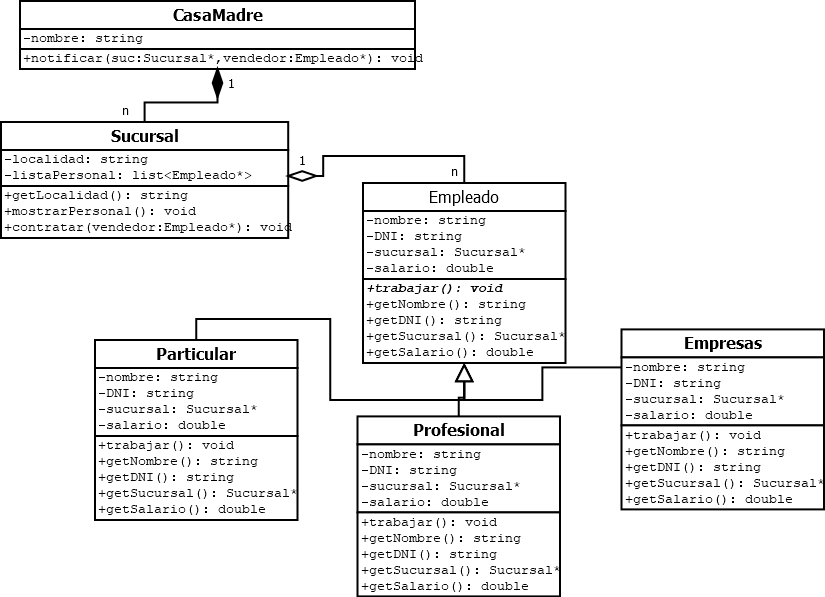 CasaMadre
-nombre: string
+notificar(suc:Sucursal*,vendedor:Empleado*): void
1
n
Sucursal
-localidad: string
-listaPersonal: list<Empleado*>
+getLocalidad(): string
+mostrarPersonal(): void
+contratar(vendedor:Empleado*): void
1
n
Empleado
-nombre: string
-DNI: string
-sucursal: Sucursal*
-salario: double
+trabajar(): void
+getNombre(): string
+getDNI(): string
+getSucursal(): Sucursal*
+getSalario(): double
Particular
-nombre: string
-DNI: string
-sucursal: Sucursal*
-salario: double
+trabajar(): void
+getNombre(): string
+getDNI(): string
+getSucursal(): Sucursal*
+getSalario(): double
Profesional
-nombre: string
-DNI: string
-sucursal: Sucursal*
-salario: double
+trabajar(): void
+getNombre(): string
+getDNI(): string
+getSucursal(): Sucursal*
+getSalario(): double
Empresas
-nombre: string
-DNI: string
-sucursal: Sucursal*
-salario: double
+trabajar(): void
+getNombre(): string
+getDNI(): string
+getSucursal(): Sucursal*
+getSalario(): double